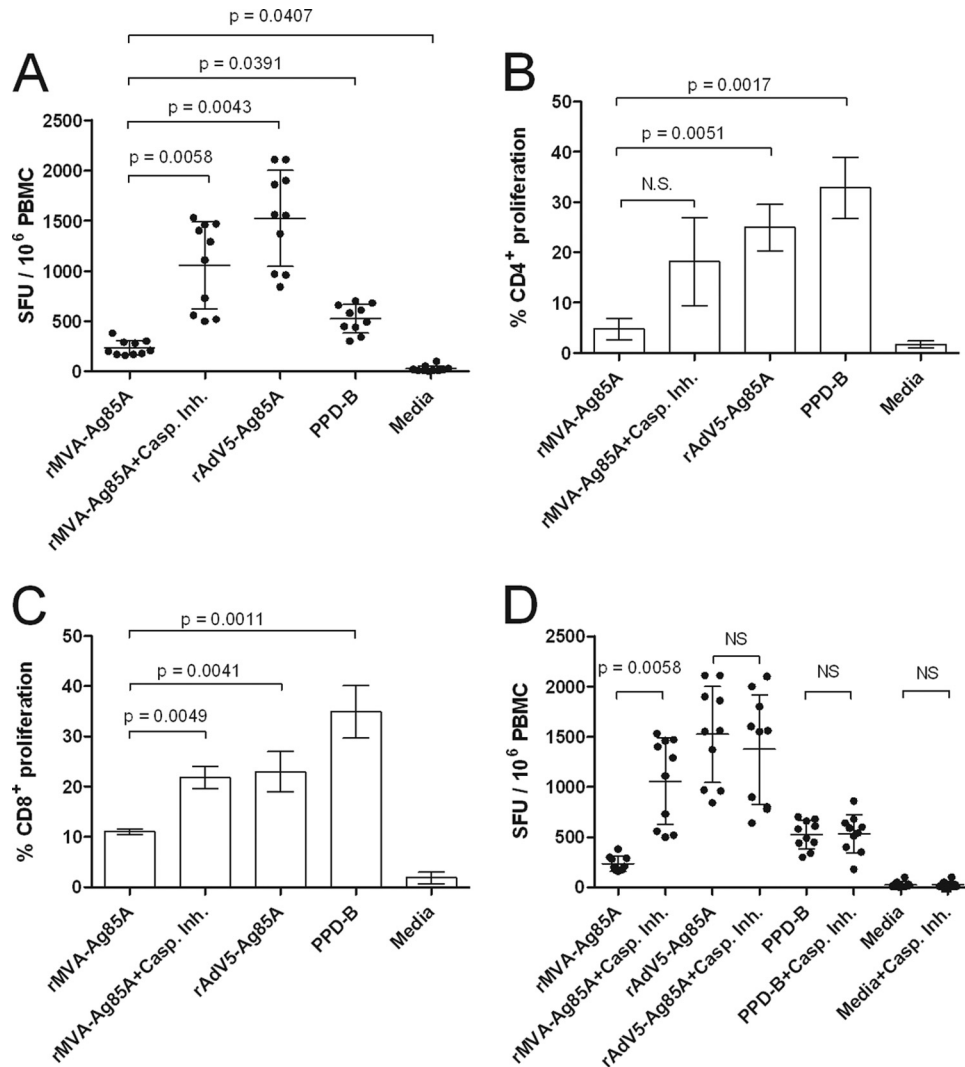 A
p = 0.0407
p = 0.0391
p = 0.0043
p = 0.0058
SFU / 10⁶ PBMC
2500
2000
1500
1000
500
0
rMVA-Ag85A
rMVA-Ag85A+Casp. Inh.
rAdV5-Ag85A
PPD-B
Media
B
p = 0.0017
p = 0.0051
N.S.
% CD4⁺ proliferation
50
40
30
20
10
0
rMVA-Ag85A
rMVA-Ag85A+Casp. Inh.
rAdV5-Ag85A
PPD-B
Media
C
p = 0.0011
p = 0.0041
p = 0.0049
% CD8⁺ proliferation
50
40
30
20
10
0
rMVA-Ag85A
rMVA-Ag85A+Casp. Inh.
rAdV5-Ag85A
PPD-B
Media
D
NS
p = 0.0058
NS
NS
SFU / 10⁶ PBMC
2500
2000
1500
1000
500
0
rMVA-Ag85A
rMVA-Ag85A+Casp. Inh.
rAdV5-Ag85A
rAdV5-Ag85A+Casp Inh.
PPD-B
PPD-B+Casp. Inh.
Media
Media+Casp. Inh.